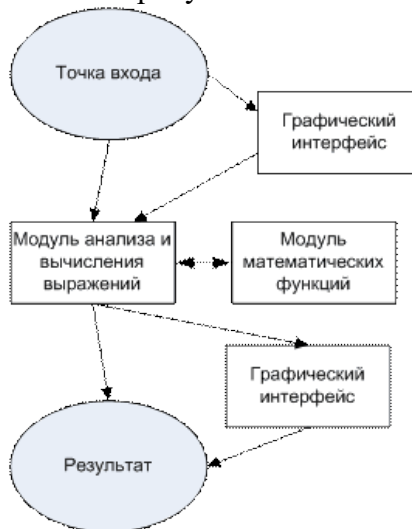 Точка входа
Графический
интерфейс
Модуль анализа и
вычисления
выражений
Модуль
математических
функций
Графический
интерфейс
Результат